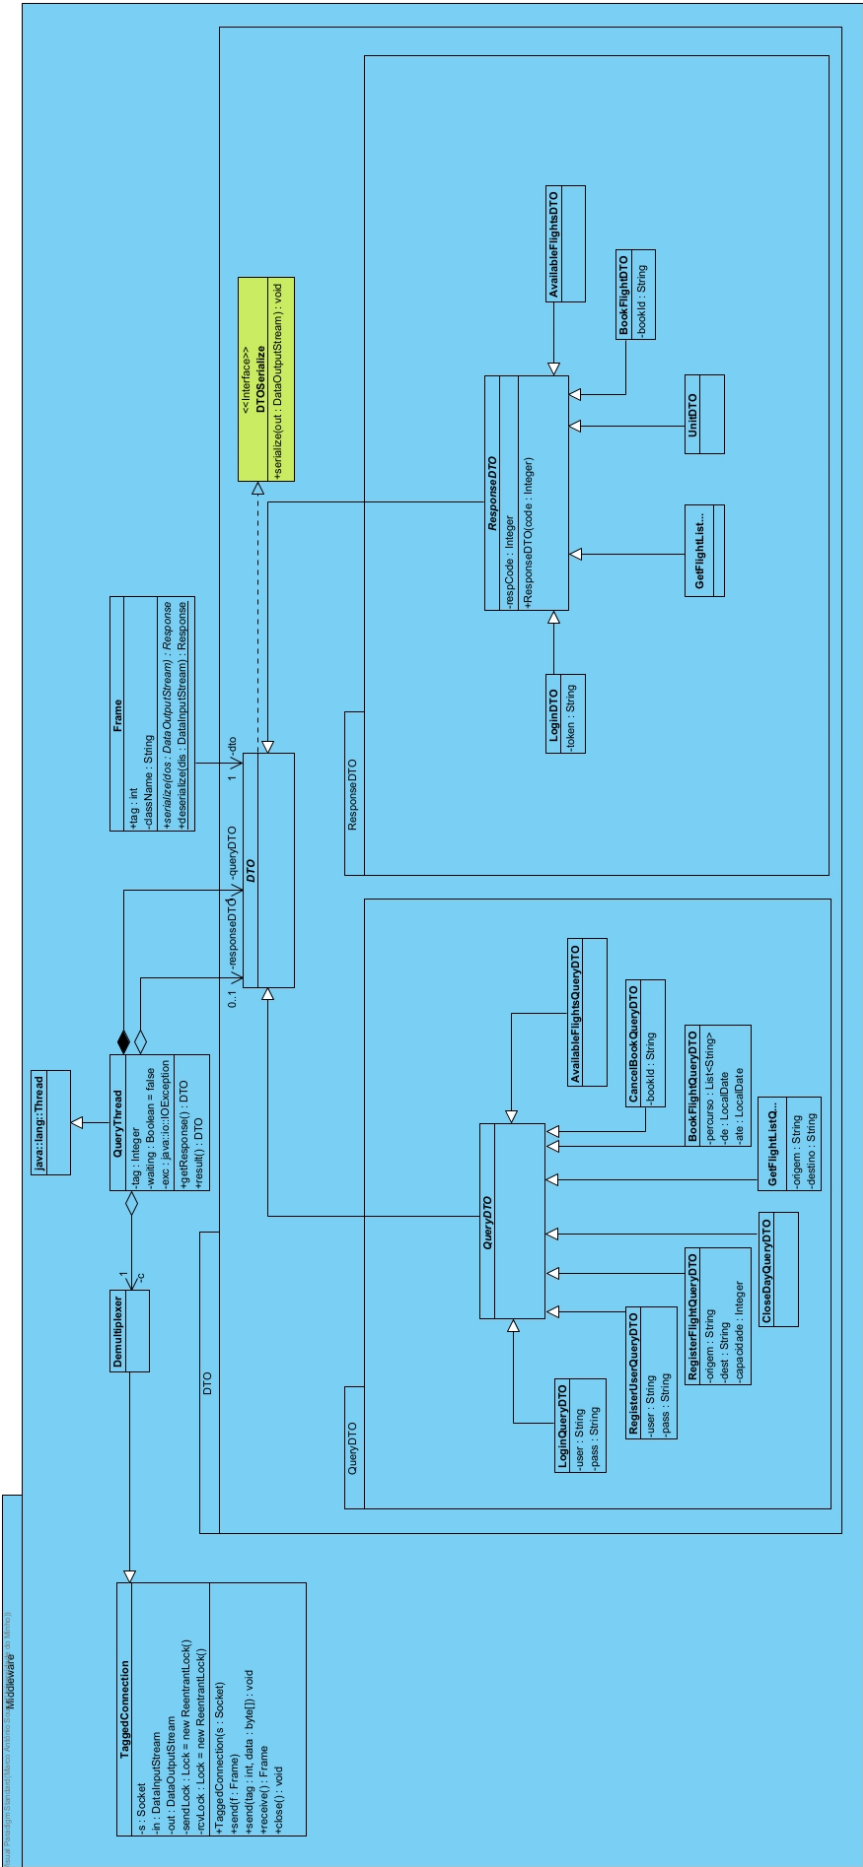 Middleware
TaggedConnection
-s : Socket
-in : DataInputStream
-out : DataOutputStream
-sendLock : Lock = new ReentrantLock()
-rcvLock : Lock = new ReentrantLock()
+TaggedConnection(s : Socket)
+send(f : Frame)
+send(tag : int, data : byte[]) : void
+receive() : Frame
+close() : void
Demultiplexer
1
-c
java::lang::Thread
QueryThread
-tag : Integer
-waiting : Boolean = false
-exc : java::io::IOException
+getResponse() : DTO
+result() : DTO
Frame
+tag : int
-className : String
+serialize(dos : DataOutputStream) : Response
+deserialize(dis : DataInputStream) : Response
DTO
0..1
-responseDTO
-queryDTO
1
-dto
DTO
<<Interface>>
DTOSerialize
+serialize(out : DataOutputStream) : void
QueryDTO
QueryDTO
LoginQueryDTO
-user : String
-pass : String
RegisterUserQueryDTO
-user : String
-pass : String
RegisterFlightQueryDTO
-origem : String
-dest : String
-capacidade : Integer
CloseDayQueryDTO
GetFlightListQ...
-origem : String
-destino : String
BookFlightQueryDTO
-percurso : List<String>
-de : LocalDate
-ate : LocalDate
CancelBookQueryDTO
-bookId : String
AvailableFlightsQueryDTO
ResponseDTO
ResponseDTO
-respCode : Integer
+ResponseDTO(code : Integer)
LoginDTO
-token : String
GetFlightList...
UnitDTO
BookFlightDTO
-bookId : String
AvailableFlightsDTO